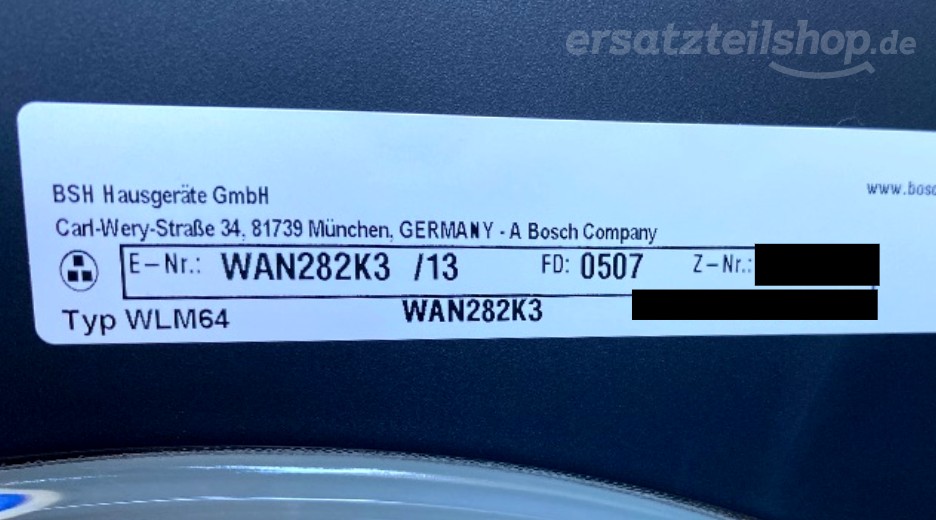 ersatzteilshop.de
BSH Hausgeräte GmbH
www.bosc
Carl-Wery-Straße 34, 81739 München, GERMANY - A Bosch Company
E-Nr.: WAN282K3 /13 FD: 0507 Z-Nr.:
Typ WLM64 WAN282K3